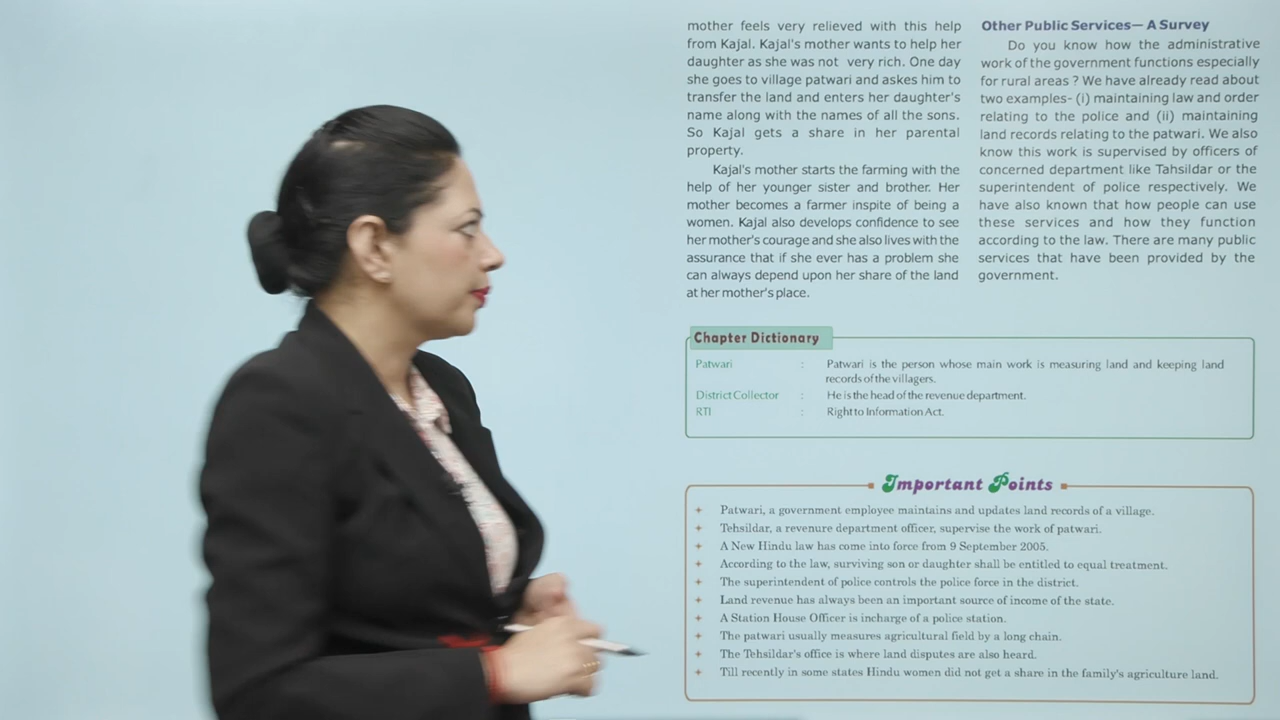 mother feels very relieved with this help
from Kajal. Kajal's mother wants to help her
daughter as she was not very rich. One day
she goes to village patwari and askes him to
transfer the land and enters her daughter's
name along with the names of all the sons.
So Kajal gets a share in her parental
property.
Kajal's mother starts the farming with the
help of her younger sister and brother. Her
mother becomes a farmer inspite of being a
women. Kajal also develops confidence to see
her mother's courage and she also lives with the
assurance that if she ever has a problem she
can always depend upon her share of the land
at her mother's place.
Other Public Services— A Survey
Do you know how the administrative
work of the government functions especially
for rural areas ? We have already read about
two examples- (i) maintaining law and order
relating to the police and (ii) maintaining
land records relating to the patwari. We also
know this work is supervised by officers of
concerned department like Tahsildar or the
superintendent of police respectively. We
have also known that how people can use
these services and how they function
according to the law. There are many public
services that have been provided by the
government.
Chapter Dictionary
Patwari : Patwari is the person whose main work is measuring land and keeping land
records of the villagers.
District Collector : He is the head of the revenue department.
RTI : Right to Information Act.
Important Points
Patwari, a government employee maintains and updates land records of a village.
Tehsildar, a revenure department officer, supervise the work of patwari.
A New Hindu law has come into force from 9 September 2005.
According to the law, surviving son or daughter shall be entitled to equal treatment.
The superintendent of police controls the police force in the district.
Land revenue has always been an important source of income of the state.
A Station House Officer is incharge of a police station.
The patwari usually measures agricultural field by a long chain.
The Tehsildar's office is where land disputes are also heard.
Till recently in some states Hindu women did not get a share in the family's agriculture land.